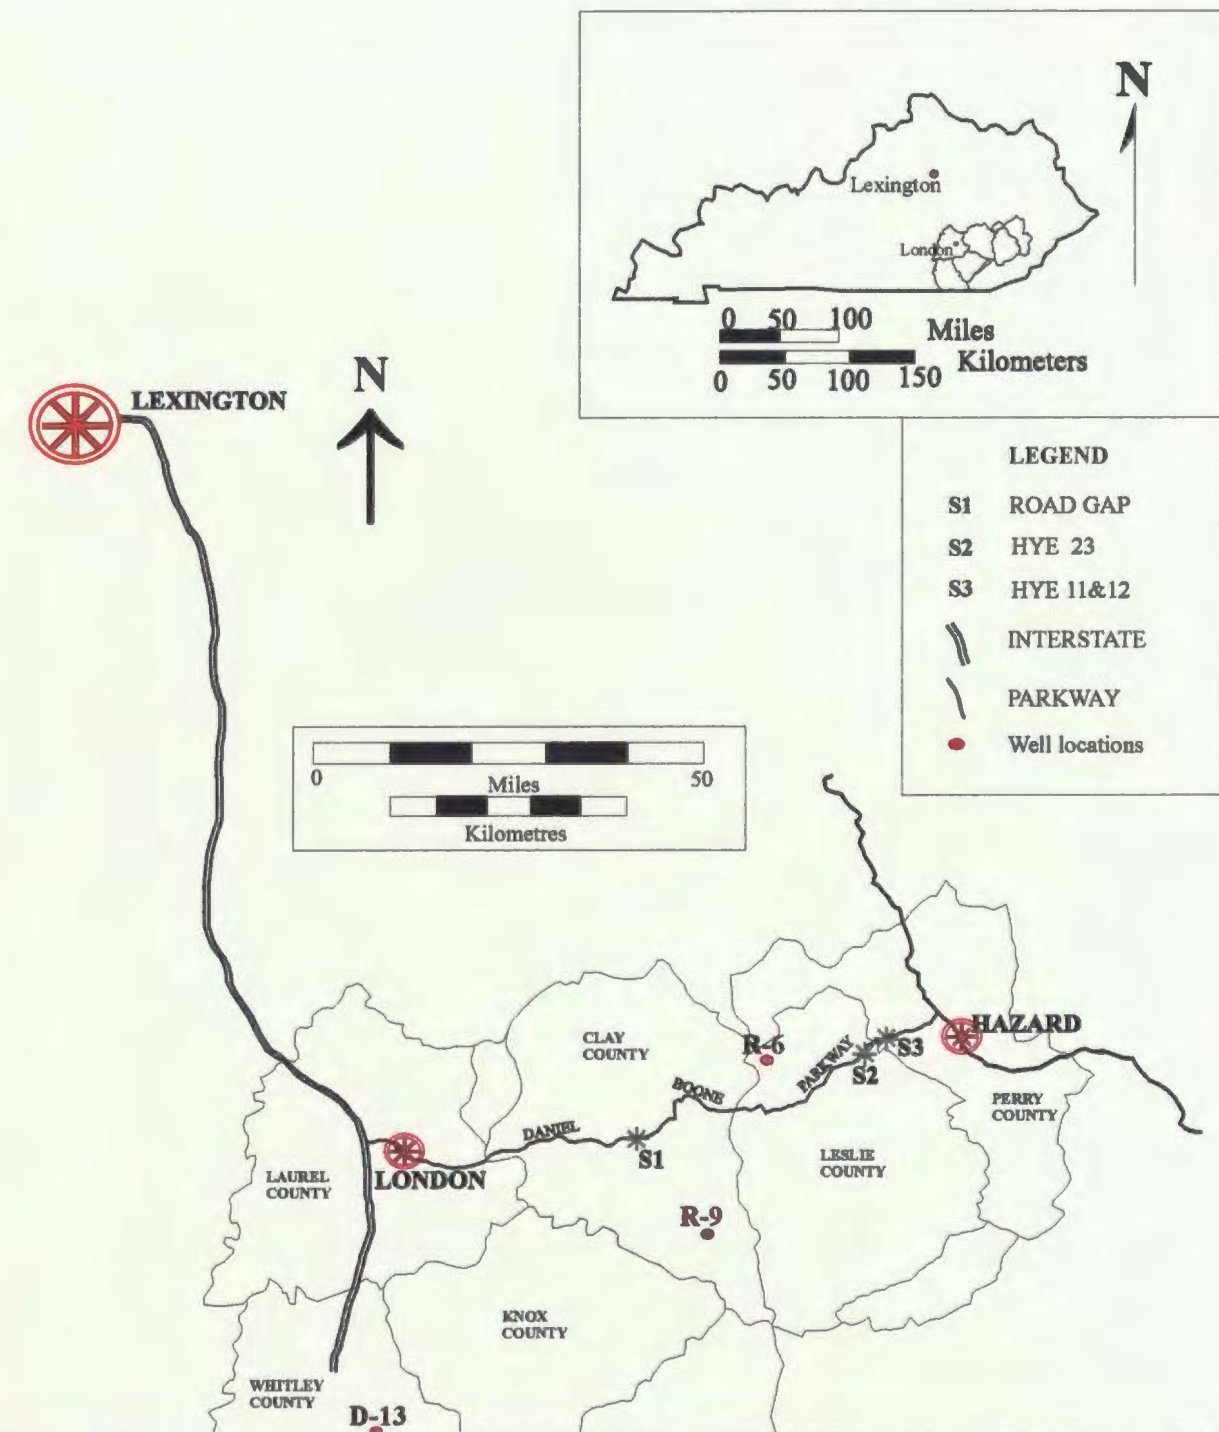 N
Lexington
London
0 50 100
Miles
Kilometers
0 50 100 150
N
LEXINGTON
LEGEND
S1 ROAD GAP
S2 HYE 23
S3 HYE 11&12
INTERSTATE
PARKWAY
Well locations
0
50
Miles
Kilometres
CLAY
COUNTY
R-6
HAZARD
S3
S2
PARKWAY
BOONE
DANIEL
S1
PERRY
COUNTY
LESLIE
COUNTY
LAUREL
COUNTY
LONDON
R-9
KNOX
COUNTY
WHITLEY
COUNTY
D-13